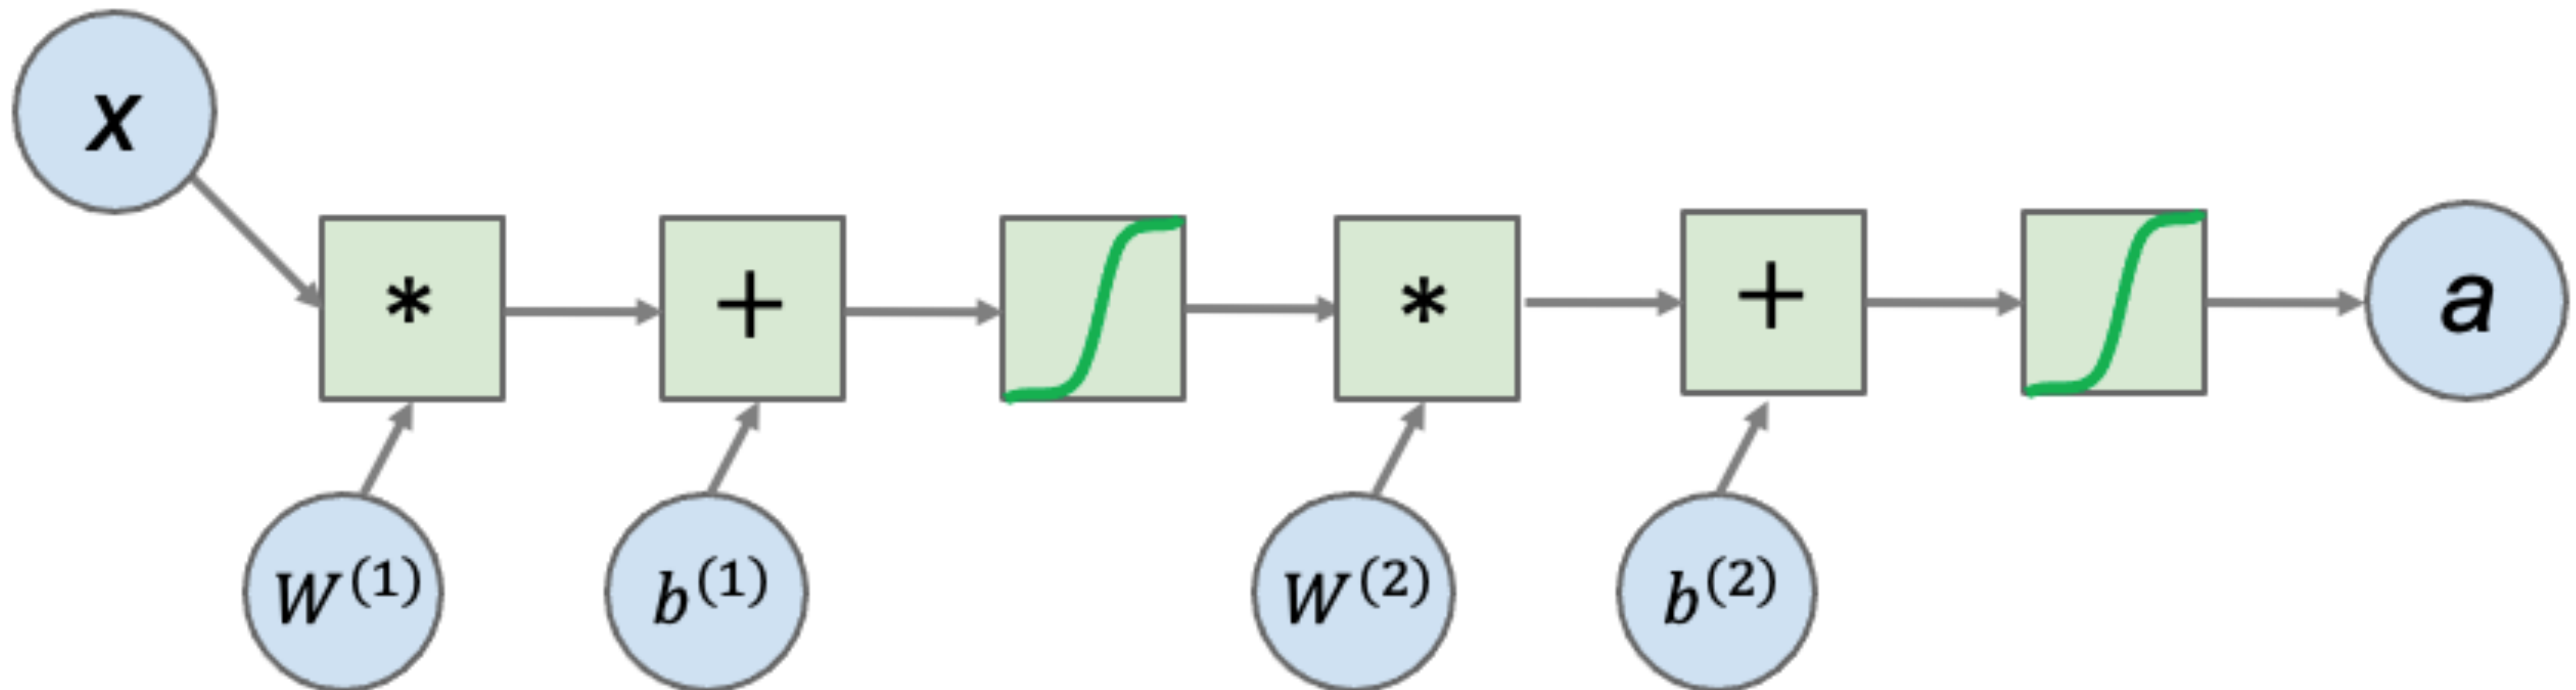 x
* + * + a
W^(1) b^(1) W^(2) b^(2)